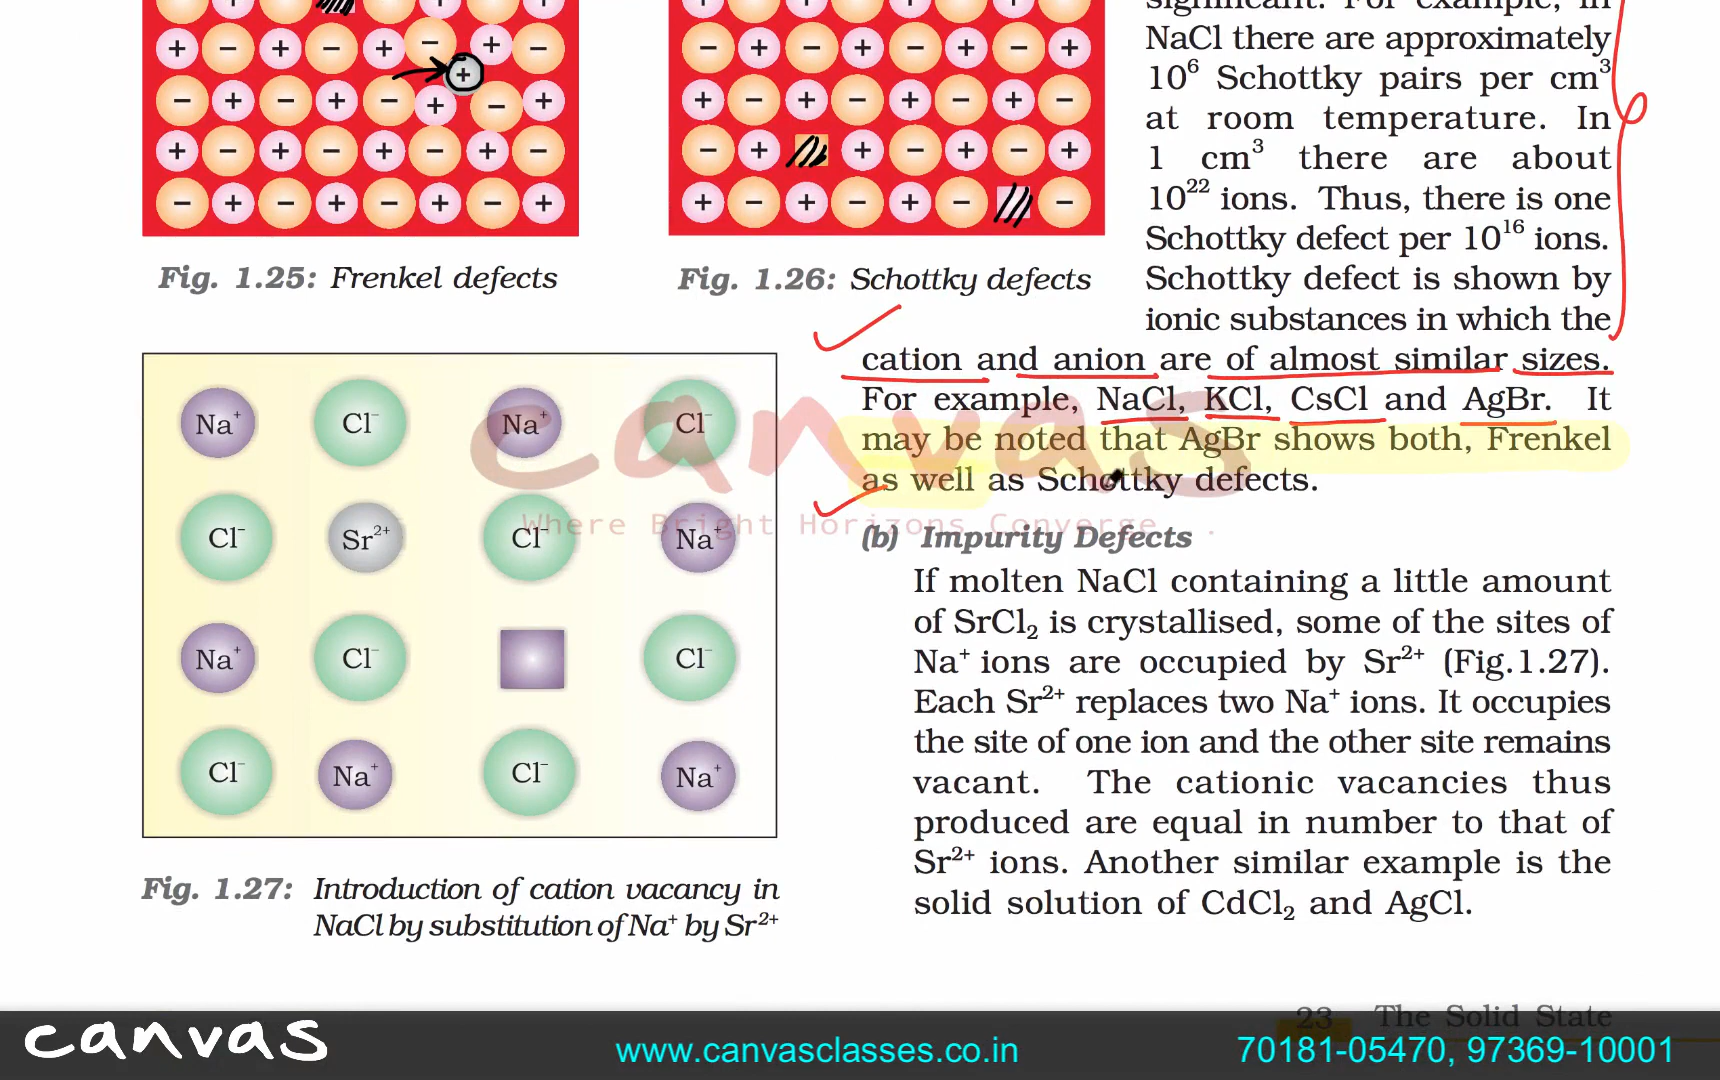 significant. For example, in
NaCl there are approximately
10⁶ Schottky pairs per cm³
at room temperature. In
1 cm³ there are about
10²² ions. Thus, there is one
Schottky defect per 10¹⁶ ions.
Schottky defect is shown by
ionic substances in which the
Fig. 1.25: Frenkel defects
Fig. 1.26: Schottky defects
cation and anion are of almost similar sizes.
For example, NaCl, KCl, CsCl and AgBr. It
may be noted that AgBr shows both, Frenkel
as well as Schottky defects.
canvas
Where Bright Horizons Converge .
(b) Impurity Defects
If molten NaCl containing a little amount
of SrCl₂ is crystallised, some of the sites of
Na⁺ ions are occupied by Sr²⁺ (Fig.1.27).
Each Sr²⁺ replaces two Na⁺ ions. It occupies
the site of one ion and the other site remains
vacant. The cationic vacancies thus
produced are equal in number to that of
Sr²⁺ ions. Another similar example is the
solid solution of CdCl₂ and AgCl.
Na⁺ Cl⁻ Na⁺ Cl⁻
Cl⁻ Sr²⁺ Cl⁻ Na⁺
Na⁺ Cl⁻ Cl⁻
Cl⁻ Na⁺ Cl⁻ Na⁺
Fig. 1.27: Introduction of cation vacancy in
NaCl by substitution of Na⁺ by Sr²⁺
23 The Solid State
canvas
www.canvasclasses.co.in
70181-05470, 97369-10001